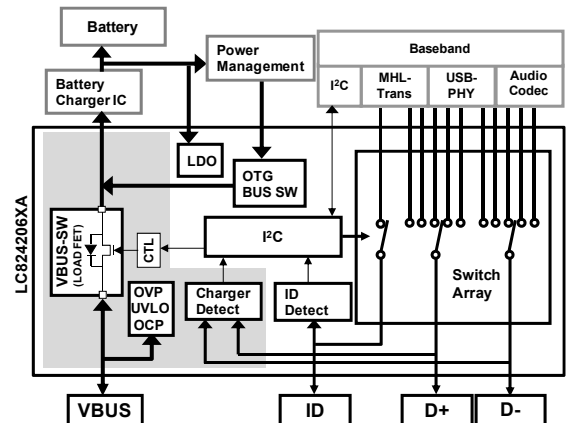 Battery
Power
Management
Baseband
Battery
Charger IC
I²C
MHL-
Trans
USB-
PHY
Audio
Codec
LC824206XA
LDO
OTG
BUS SW
VBUS-SW
(LOAD FET)
CTL
I²C
Switch
Array
OVP
UVLO
OCP
Charger
Detect
ID
Detect
VBUS
ID
D+
D-